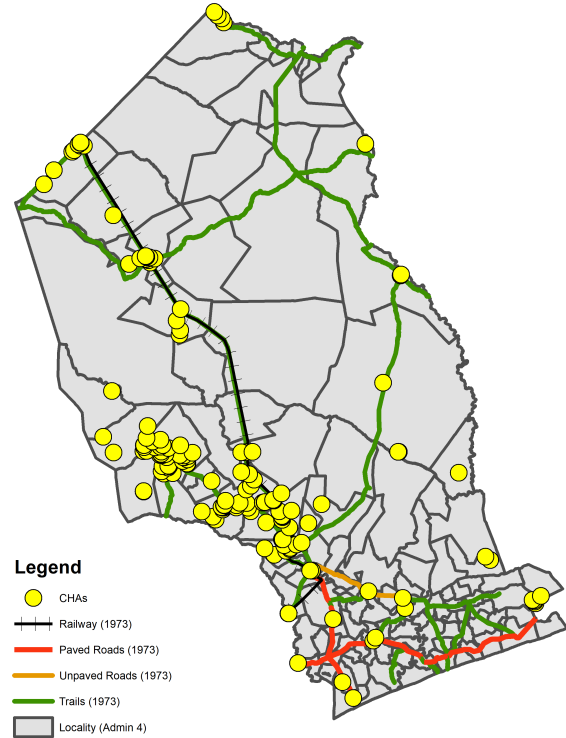 Legend
CHAs
Railway (1973)
Paved Roads (1973)
Unpaved Roads (1973)
Trails (1973)
Locality (Admin 4)